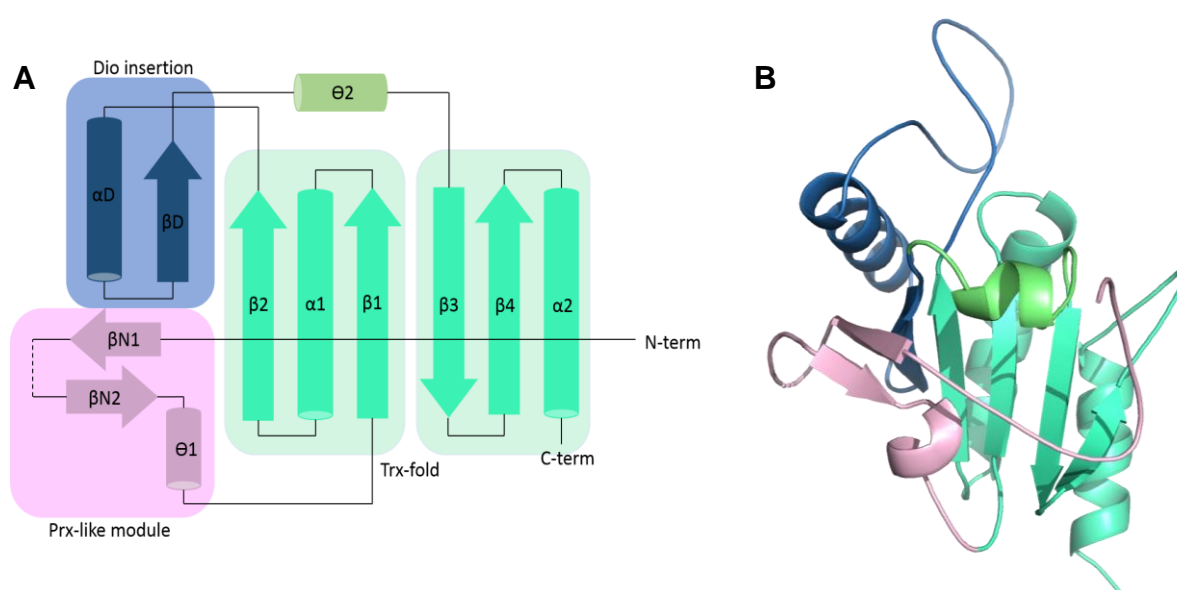 A
Dio insertion
B
ϴ2
αD
βD
β2
α1
β1
β3
β4
α2
βN1
N-term
βN2
ϴ1
C-term
Trx-fold
Prx-like module